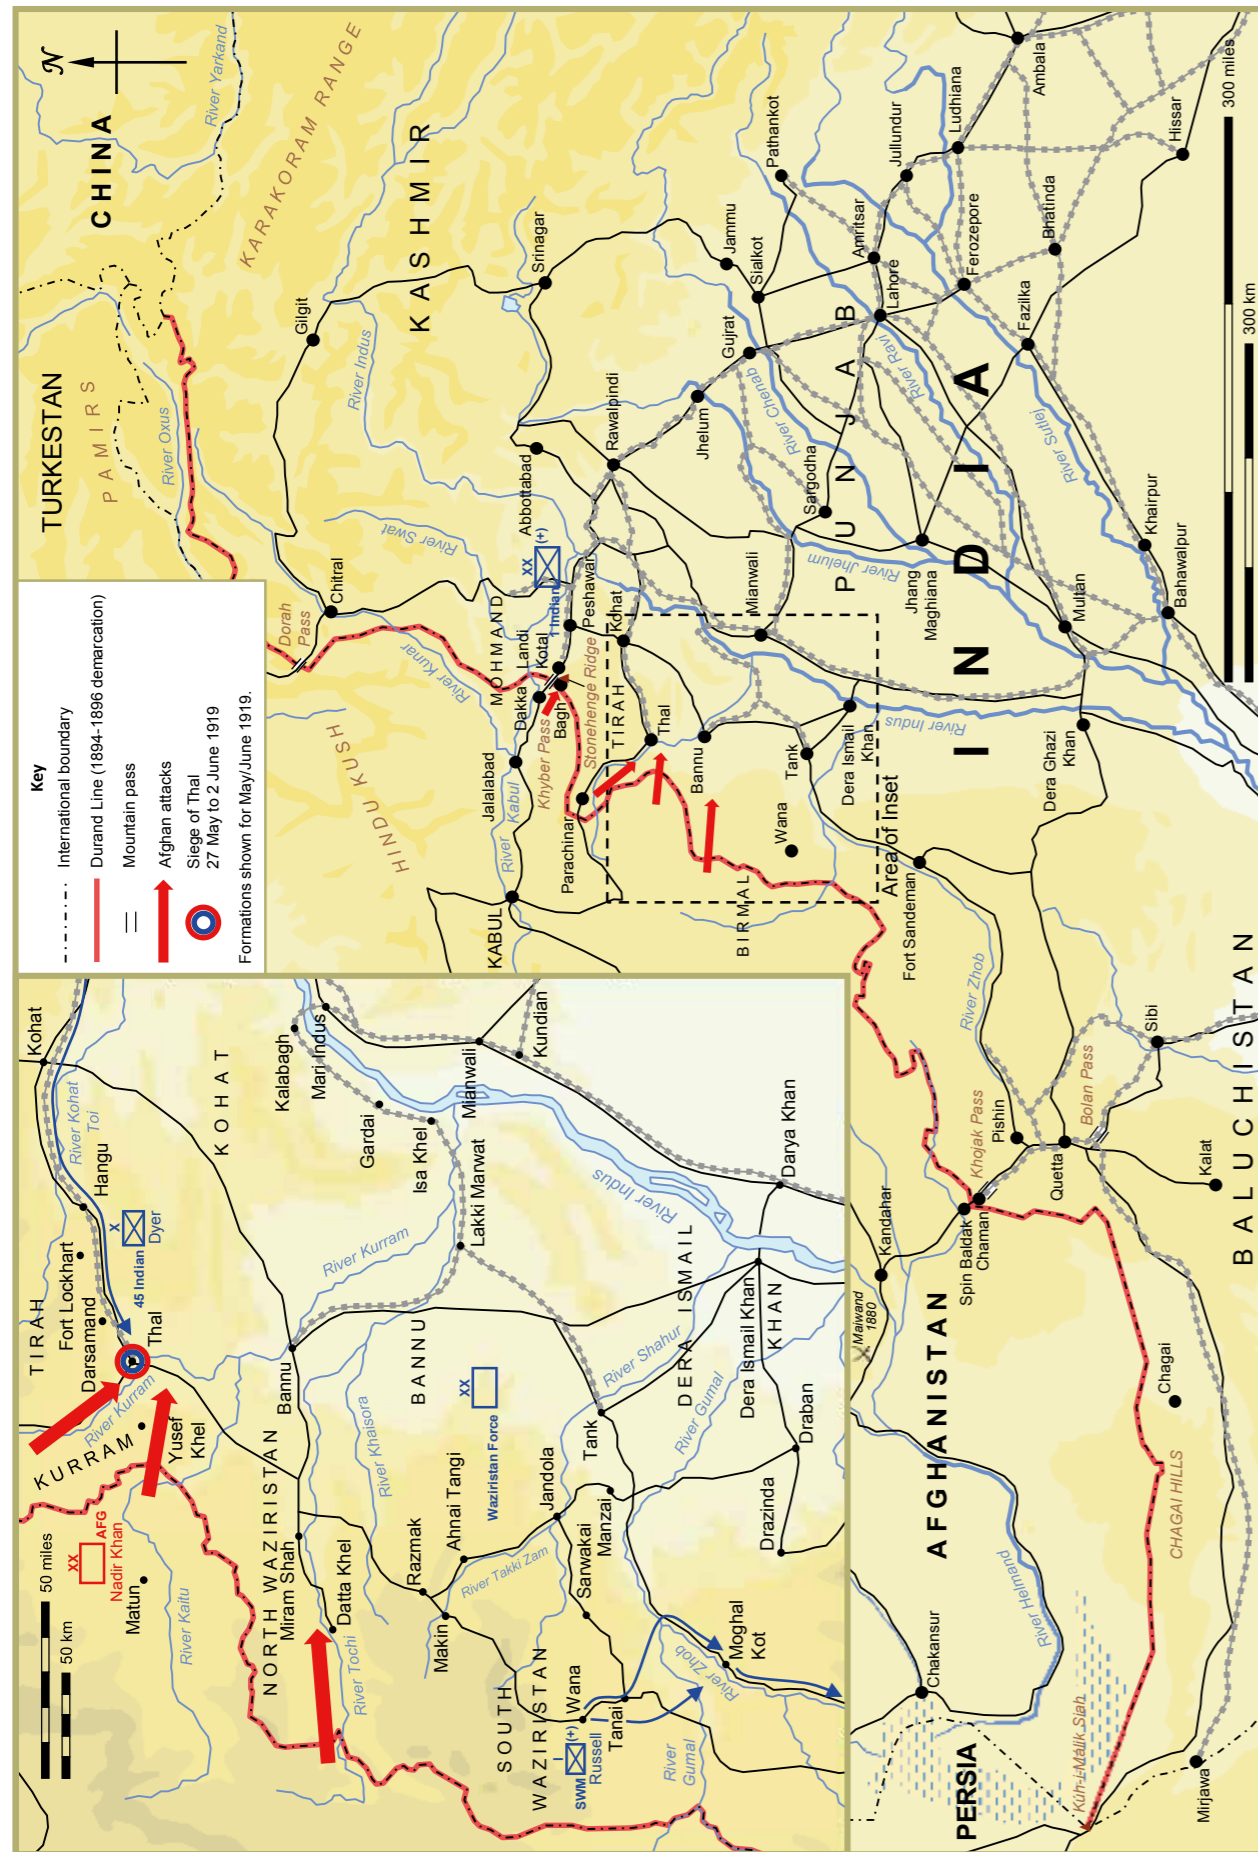 Key
International boundary
Durand Line (1894-1896 demarcation)
Mountain pass
Afghan attacks
Siege of Thal
27 May to 2 June 1919
Formations shown for May/June 1919.
N
CHINA
TURKESTAN
PAMIRS
KARAKORAM RANGE
KASHMIR
HINDU KUSH
River Yarkand
River Oxus
River Indus
River Swat
River Kunar
Gilgit
Srinagar
Chitral
Dorah
Pass
MOHMAND
Dakka
Landi
Kotal
Bagh
Khyber Pass
Stonehenge Ridge
Jalalabad
River
Kabul
KABUL
Parachinar
TIRAH
Thal
Kohat
Peshawar
XX
(+)
1 Indian
Abbottabad
Rawalpindi
Jhelum
Gujrat
Sialkot
Jammu
Pathankot
Amritsar
Lahore
Jullundur
Ludhiana
Ambala
Ferozepore
Bhatinda
Hissar
Fazilka
River Chenab
River Ravi
River Sutlej
River Jhelum
Sargodha
Mianwali
Jhang
Maghiana
PUNJAB
INDIA
Bannu
Tank
Dera Ismail
Khan
Wana
BIRMAL
Area of Inset
River Indus
Multan
Khairpur
Bahawalpur
Dera Ghazi
Khan
Fort Sandeman
River Zhob
Khojak Pass
Pishin
Quetta
Bolan Pass
Sibi
Kalat
BALUCHISTAN
Kandahar
Spin Baldak
Chaman
Maiwand
1880
AFGHANISTAN
Chagai
CHAGAI HILLS
River Helmand
Chakansur
PERSIA
Kuh-i-Malik Siah
Mirjawa
300 miles
300 km
50 miles
50 km
Kohat
River Kohat
Toi
Hangu
TIRAH
Fort Lockhart
Darsamand
Thal
X
45 Indian
Dyer
KOHAT
River Kurram
KURRAM
Yusef
Khel
XX
AFG
Nadir Khan
Matun
River Kaitu
NORTH WAZIRISTAN
Miram Shah
Datta Khel
River Tochi
Bannu
River Khaisora
River Kurram
BANNU
Kalabagh
Mari Indus
Gardai
Isa Khel
Lakki Marwat
Mianwali
Kundian
River Indus
Darya Khan
XX
Waziristan Force
Razmak
Ahnai Tangi
Makin
River Takki Zam
Jandola
Sarwakai
Manzai
Tank
River Shahur
DERA ISMAIL
KHAN
Dera Ismail Khan
River Gumal
Draban
Drazinda
SOUTH
WAZIRISTAN
Wana
Tanai
I
(+)
SWM
Russell
River
Gumal
River Zhob
Moghal
Kot